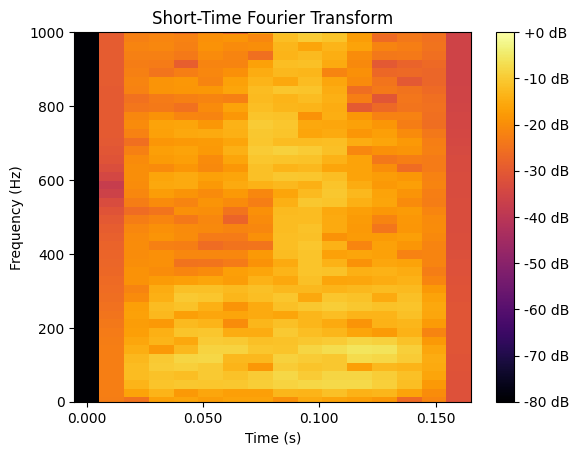 Short-Time Fourier Transform
Frequency (Hz)
1000
800
600
400
200
0
0.000
0.050
0.100
0.150
Time (s)
+0 dB
-10 dB
-20 dB
-30 dB
-40 dB
-50 dB
-60 dB
-70 dB
-80 dB